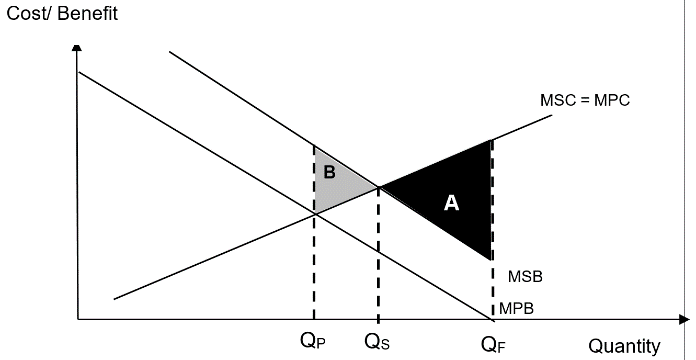 Cost/ Benefit
MSC = MPC
B
A
MSB
MPB
QP
QS
QF
Quantity